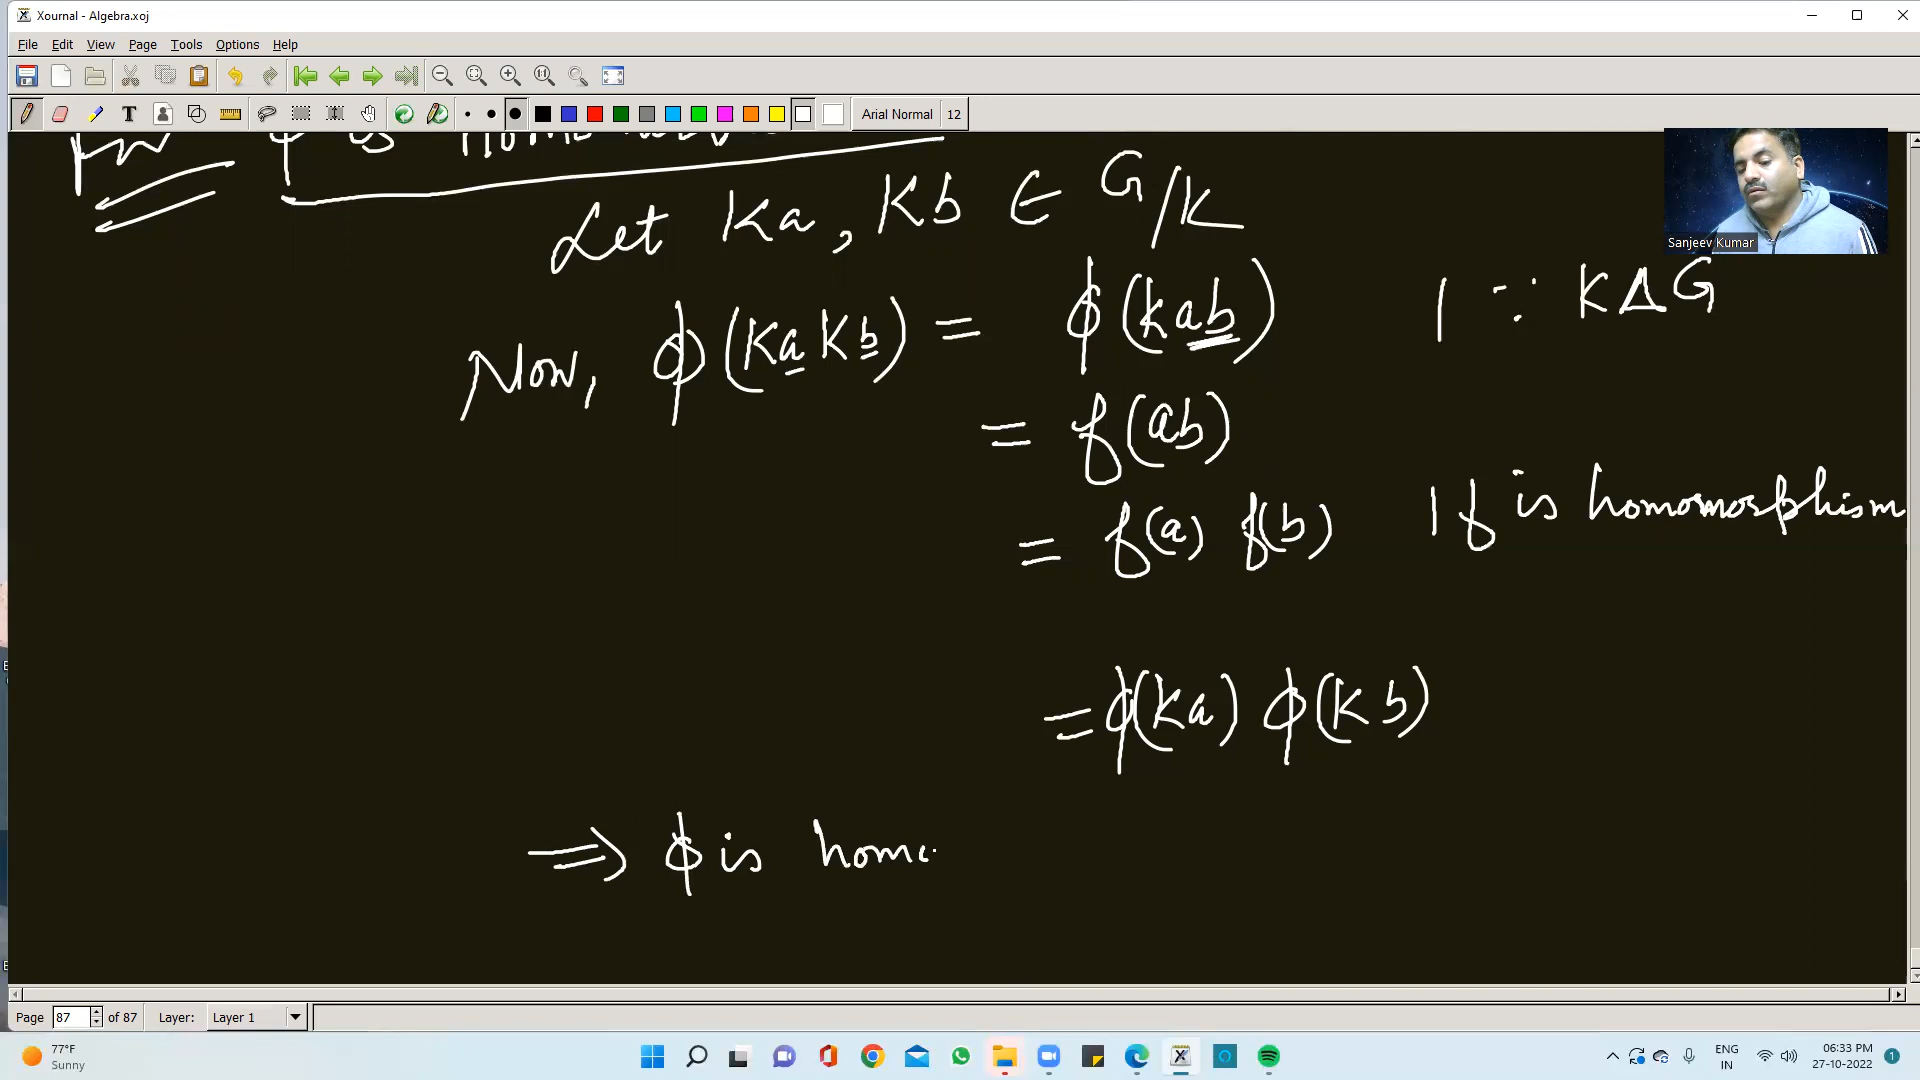 Xournal - Algebra.xoj
File Edit View Page Tools Options Help
Arial Normal 12
φ is
Let Ka, Kb ∈ G/K
Sanjeev Kumar
Now, φ(Ka Kb) = φ(Kab) | ∵ K Δ G
= f(ab)
= f(a) f(b) | f is homomorphism
= φ(Ka) φ(Kb)
⇒ φ is homo
Page 87 of 87 Layer: Layer 1
77°F
Sunny
ENG
IN
06:33 PM
27-10-2022
1